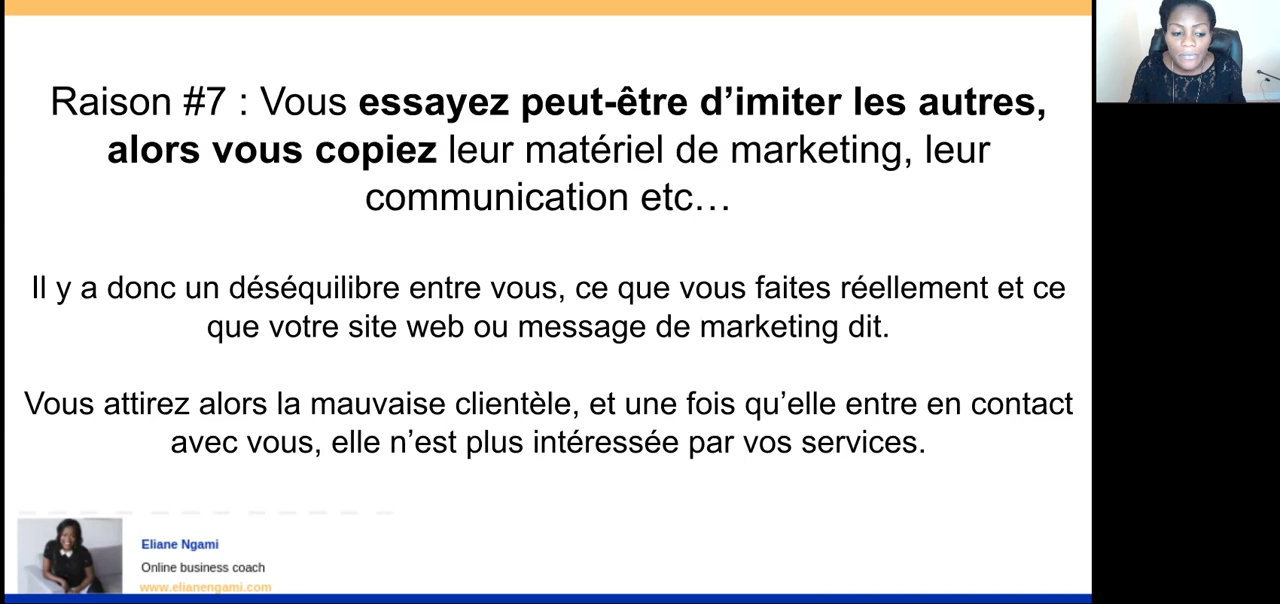 Raison #7 : Vous essayez peut-être d’imiter les autres,
alors vous copiez leur matériel de marketing, leur
communication etc…
Il y a donc un déséquilibre entre vous, ce que vous faites réellement et ce
que votre site web ou message de marketing dit.
Vous attirez alors la mauvaise clientèle, et une fois qu’elle entre en contact
avec vous, elle n’est plus intéressée par vos services.
Eliane Ngami
Online business coach
www.elianengami.com